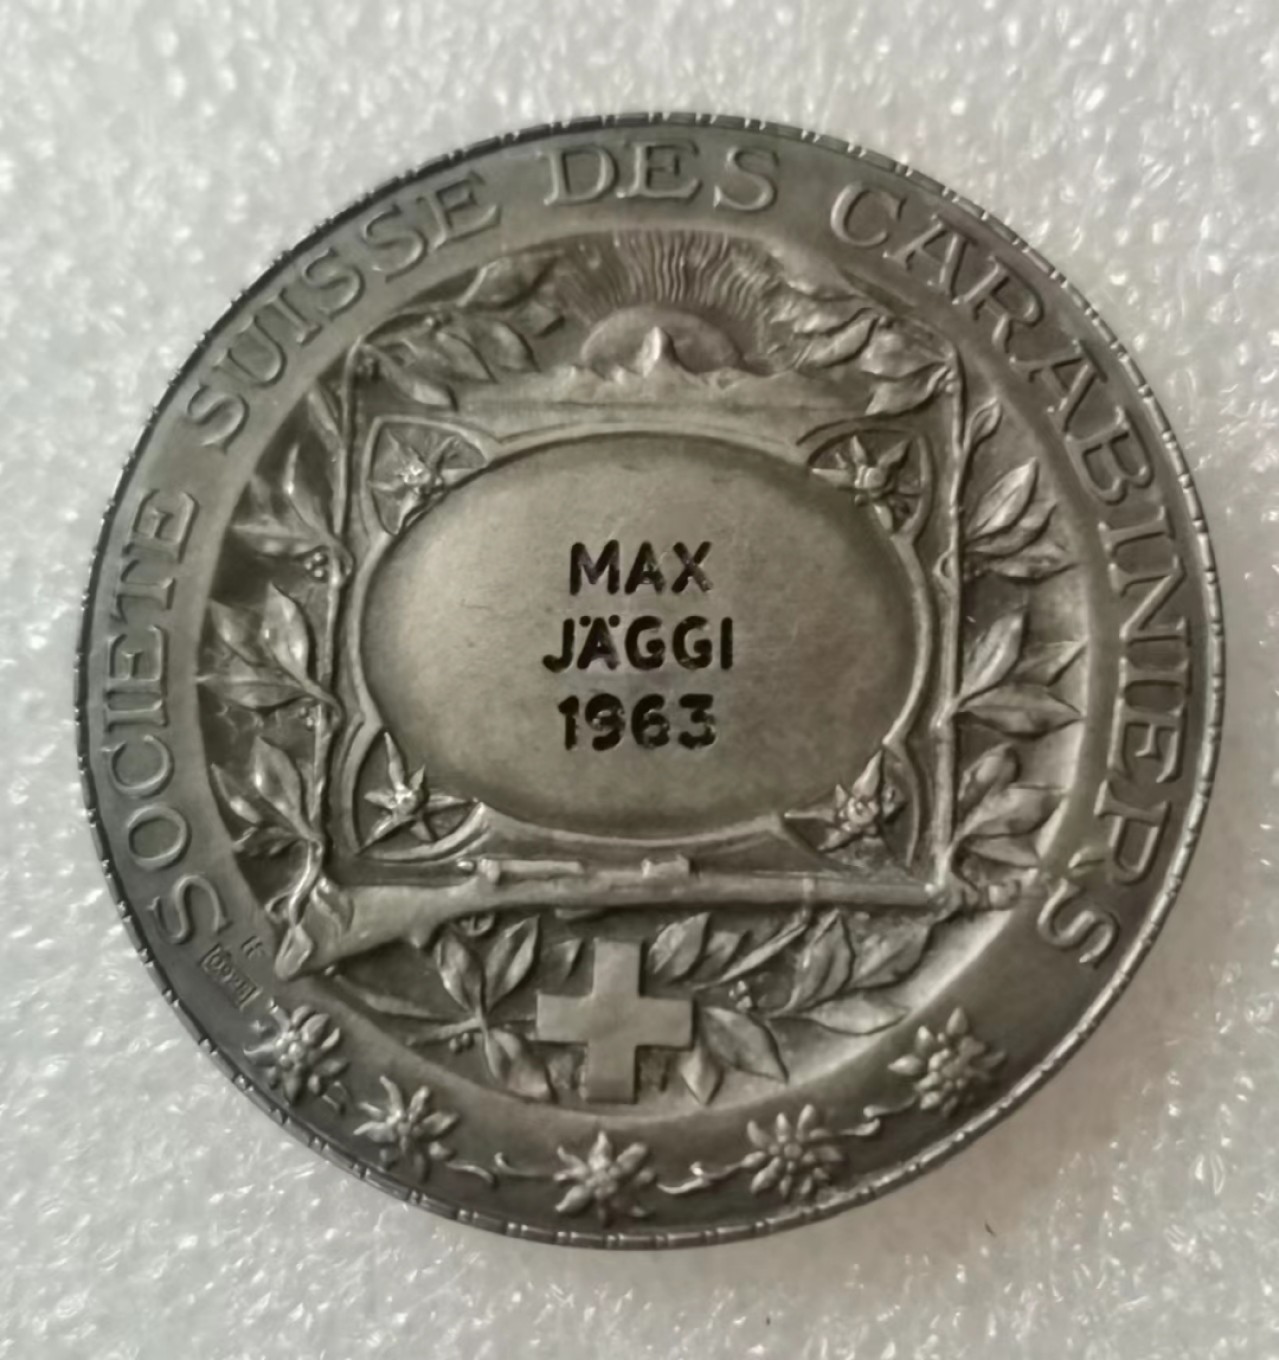 SOCIETE SUISSE DES CARABINIERS
MAX
JÄGGI
1963